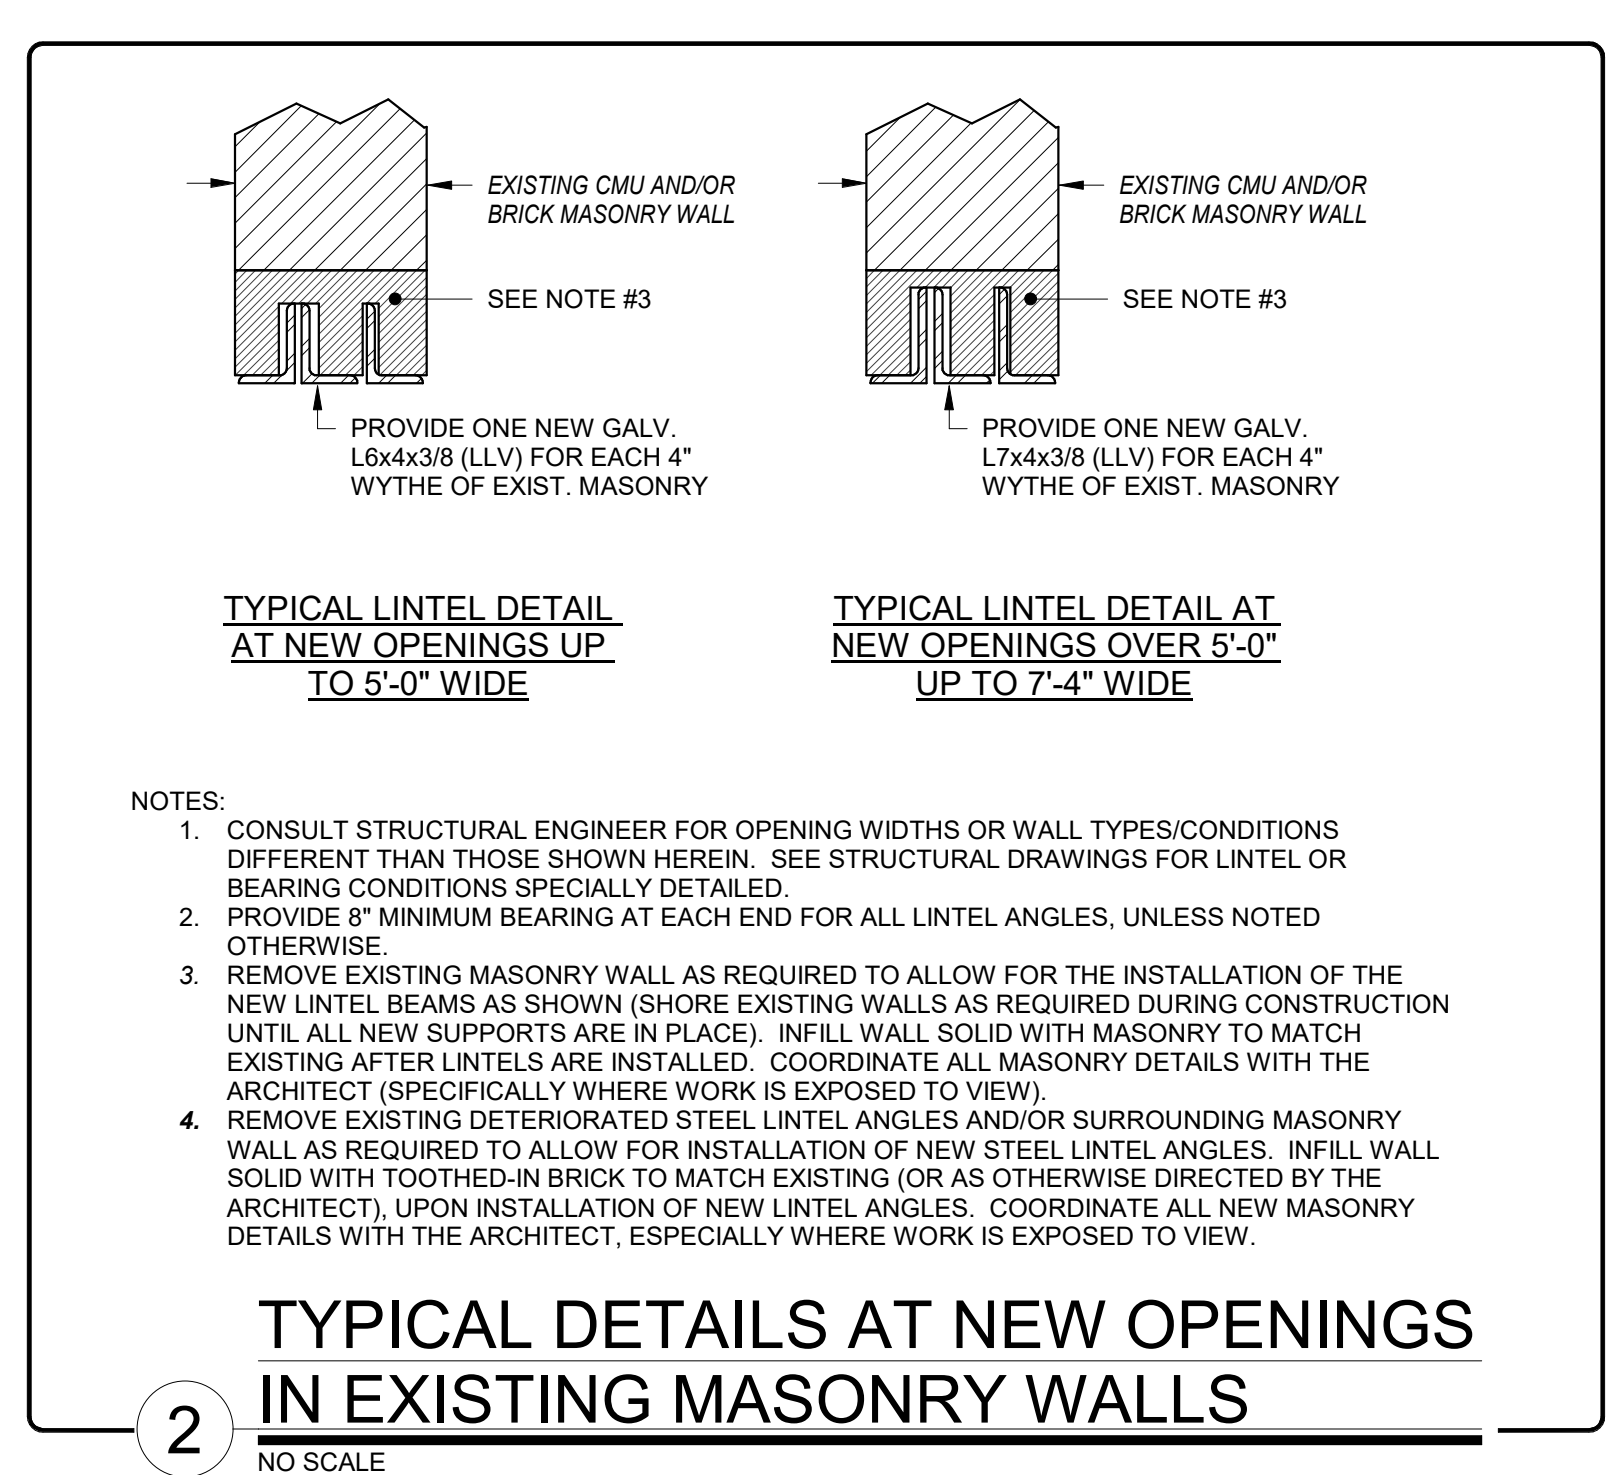 EXISTING CMU AND/OR
BRICK MASONRY WALL
SEE NOTE #3
PROVIDE ONE NEW GALV.
L6x4x3/8 (LLV) FOR EACH 4"
WYTHE OF EXIST. MASONRY
TYPICAL LINTEL DETAIL
AT NEW OPENINGS UP
TO 5'-0" WIDE
EXISTING CMU AND/OR
BRICK MASONRY WALL
SEE NOTE #3
PROVIDE ONE NEW GALV.
L7x4x3/8 (LLV) FOR EACH 4"
WYTHE OF EXIST. MASONRY
TYPICAL LINTEL DETAIL AT
NEW OPENINGS OVER 5'-0"
UP TO 7'-4" WIDE
NOTES:
1. CONSULT STRUCTURAL ENGINEER FOR OPENING WIDTHS OR WALL TYPES/CONDITIONS
DIFFERENT THAN THOSE SHOWN HEREIN. SEE STRUCTURAL DRAWINGS FOR LINTEL OR
BEARING CONDITIONS SPECIALLY DETAILED.
2. PROVIDE 8" MINIMUM BEARING AT EACH END FOR ALL LINTEL ANGLES, UNLESS NOTED
OTHERWISE.
3. REMOVE EXISTING MASONRY WALL AS REQUIRED TO ALLOW FOR THE INSTALLATION OF THE
NEW LINTEL BEAMS AS SHOWN (SHORE EXISTING WALLS AS REQUIRED DURING CONSTRUCTION
UNTIL ALL NEW SUPPORTS ARE IN PLACE). INFILL WALL SOLID WITH MASONRY TO MATCH
EXISTING AFTER LINTELS ARE INSTALLED. COORDINATE ALL MASONRY DETAILS WITH THE
ARCHITECT (SPECIFICALLY WHERE WORK IS EXPOSED TO VIEW).
4. REMOVE EXISTING DETERIORATED STEEL LINTEL ANGLES AND/OR SURROUNDING MASONRY
WALL AS REQUIRED TO ALLOW FOR INSTALLATION OF NEW STEEL LINTEL ANGLES. INFILL WALL
SOLID WITH TOOTHED-IN BRICK TO MATCH EXISTING (OR AS OTHERWISE DIRECTED BY THE
ARCHITECT), UPON INSTALLATION OF NEW LINTEL ANGLES. COORDINATE ALL NEW MASONRY
DETAILS WITH THE ARCHITECT, ESPECIALLY WHERE WORK IS EXPOSED TO VIEW.
TYPICAL DETAILS AT NEW OPENINGS
IN EXISTING MASONRY WALLS
2
NO SCALE